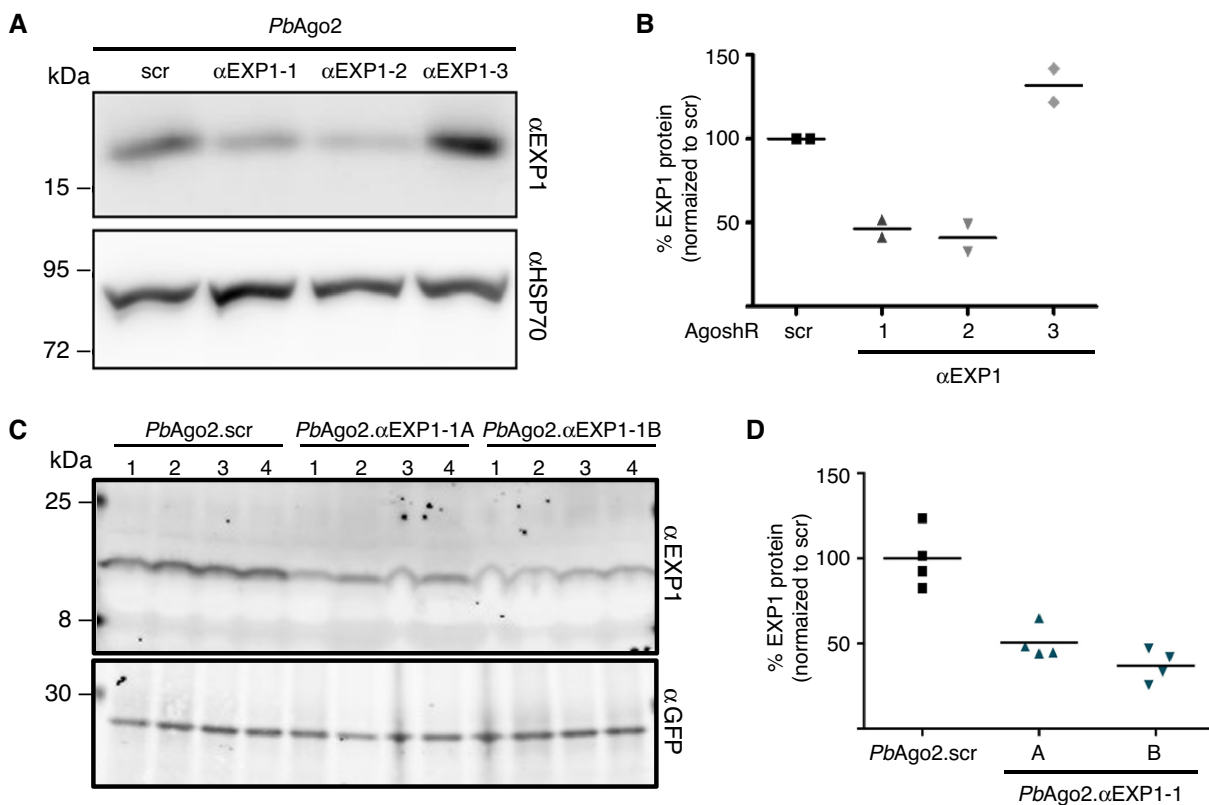 A
PbAgo2
kDa
scr αEXP1-1 αEXP1-2 αEXP1-3
15
αEXP1
95
72
αHSP70
B
% EXP1 protein
(normaized to scr)
150
100
50
AgoshR scr 1 2 3
αEXP1
C
PbAgo2.scr PbAgo2.αEXP1-1A PbAgo2.αEXP1-1B
kDa
1 2 3 4 1 2 3 4 1 2 3 4
25
8
αEXP1
30
αGFP
D
% EXP1 protein
(normaized to scr)
150
100
50
PbAgo2.scr A B
PbAgo2.αEXP1-1